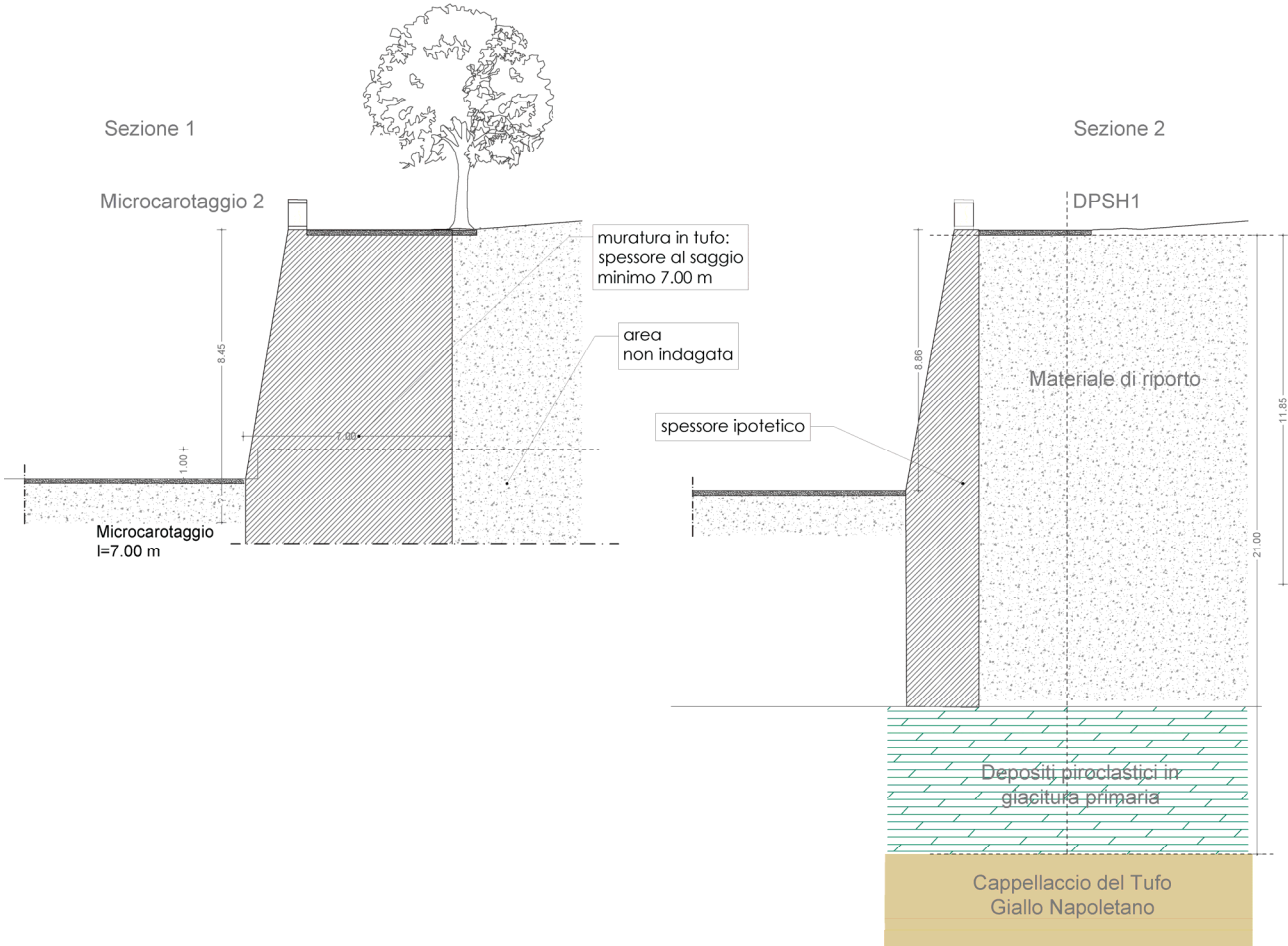 Sezione 1
Sezione 2
Microcarotaggio 2
DPSH1
muratura in tufo:
spessore al saggio
minimo 7.00 m
area
non indagata
8.45
8.86
Materiale di riporto
11.85
spessore ipotetico
7.00
1.00
Microcarotaggio
l=7.00 m
21.00
Depositi piroclastici in
giacitura primaria
Cappellaccio del Tufo
Giallo Napoletano